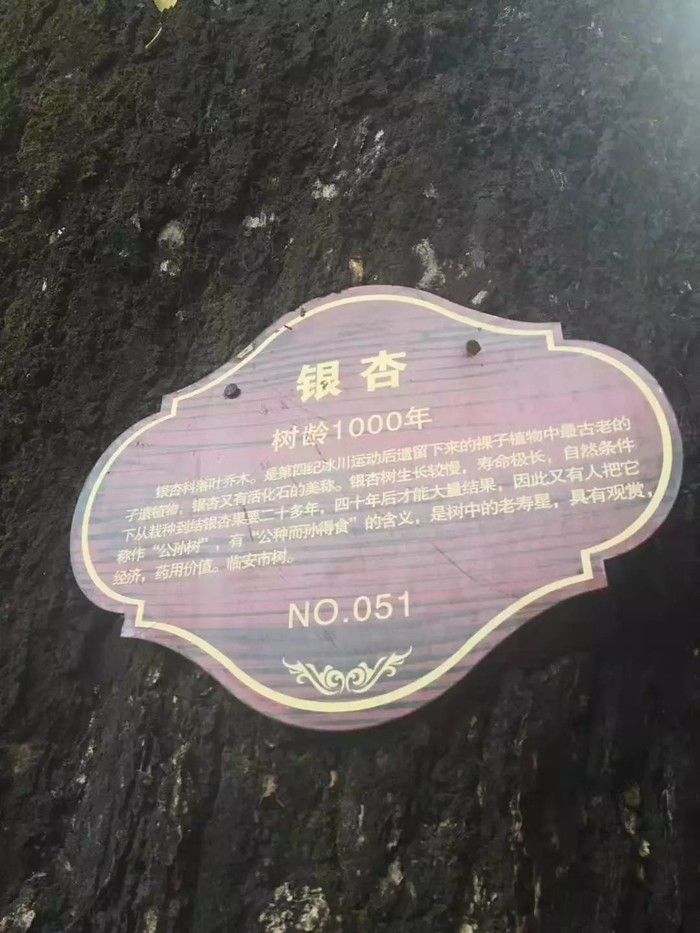 银杏
树龄1000年
银杏科落叶乔木。是第四纪冰川运动后遗留下来的裸子植物中最古老的
孑遗植物，银杏又有活化石的美称。银杏树生长较慢，寿命极长，自然条件
下从栽种到结银杏果要二十多年，四十年后才能大量结果，因此又有人把它
称作“公孙树”，有“公种而孙得食”的含义，是树中的老寿星，具有观赏，
经济，药用价值。临安市树。
NO.051